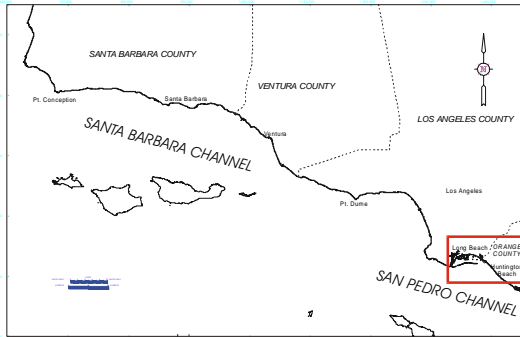 SANTA BARBARA COUNTY
VENTURA COUNTY
N
LOS ANGELES COUNTY
Pt. Conception
Santa Barbara
SANTA BARBARA CHANNEL
Ventura
Los Angeles
Pt. Dume
Long Beach
ORANGE
COUNTY
Huntington
Beach
SAN PEDRO CHANNEL